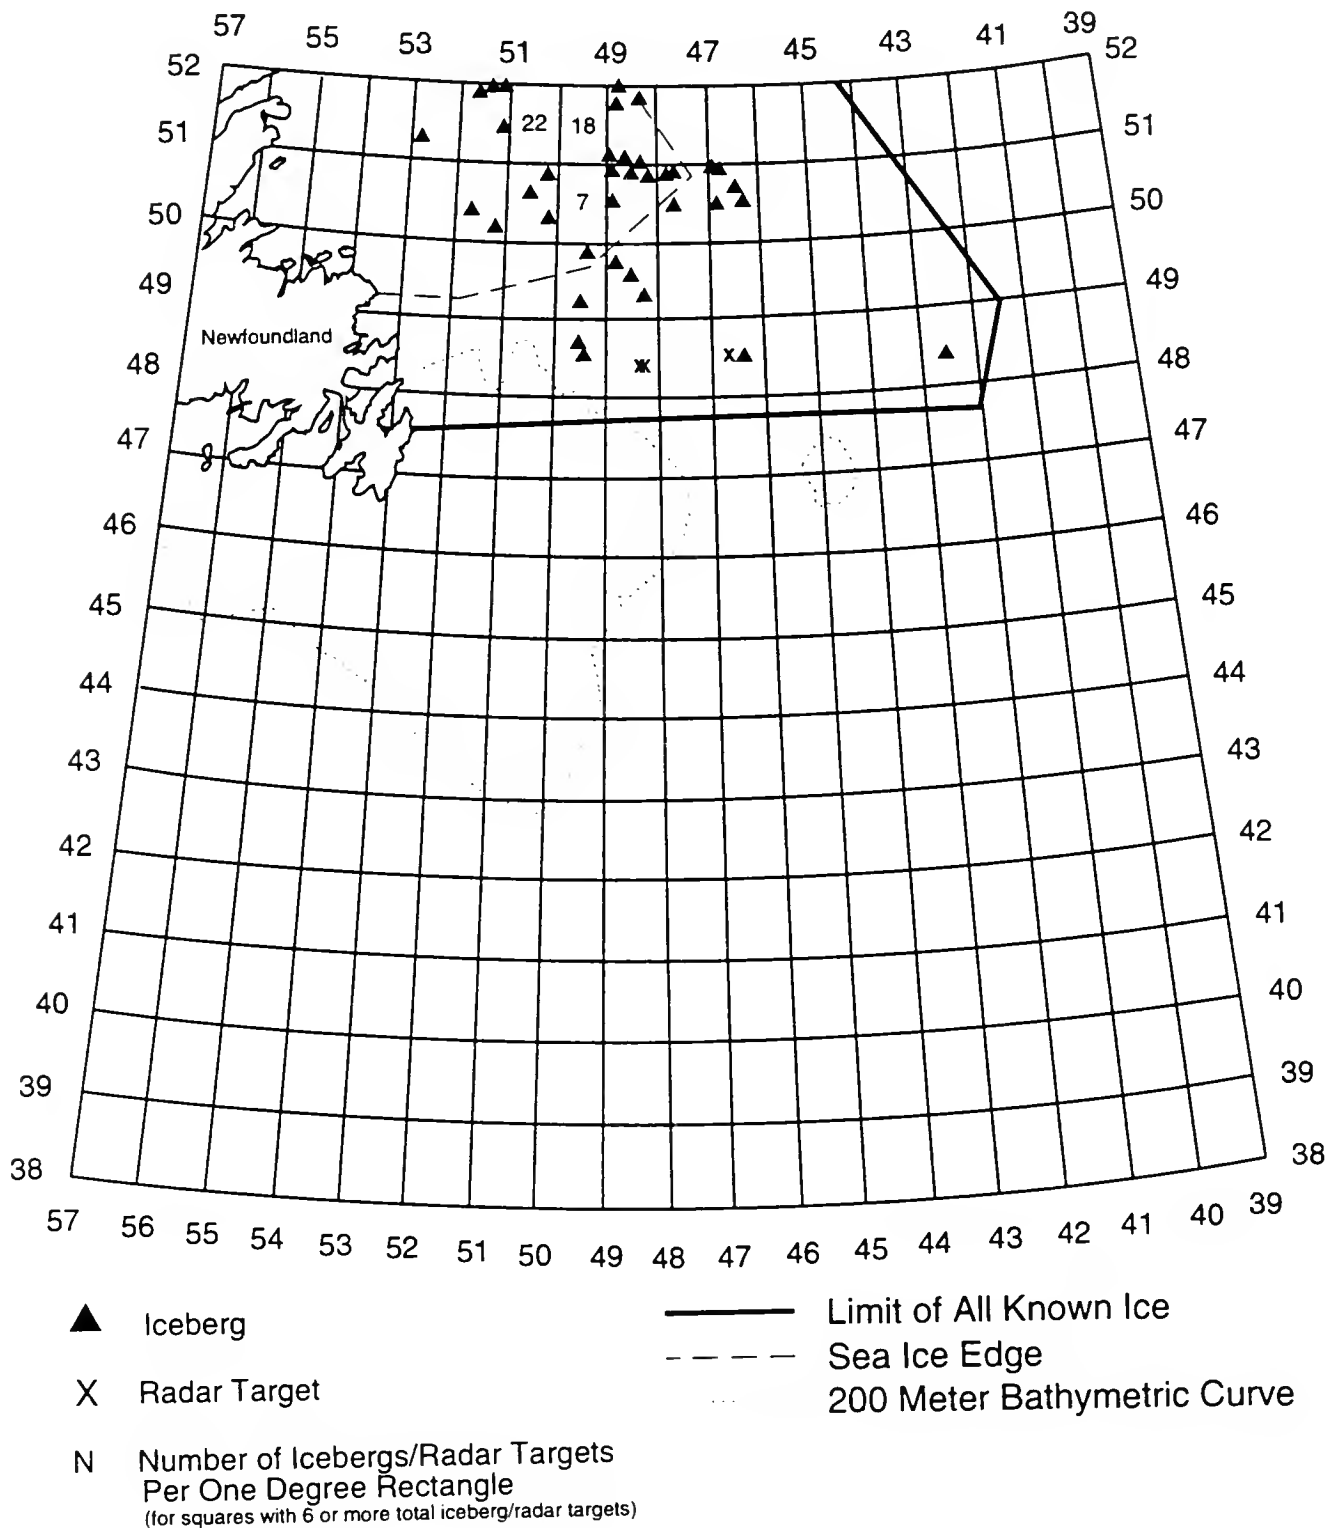 57 55 53 51 49 47 45 43 41 39
52 52
51 51
22 18
50 50
7
49 49
Newfoundland
48 48
X X X
47 47
46 46
45 45
44 44
43 43
42 42
41 41
40 40
39 39
38 38
57 56 55 54 53 52 51 50 49 48 47 46 45 44 43 42 41 40 39
Iceberg
X Radar Target
N Number of Icebergs/Radar Targets
Per One Degree Rectangle
(for squares with 6 or more total iceberg/radar targets)
Limit of All Known Ice
Sea Ice Edge
200 Meter Bathymetric Curve